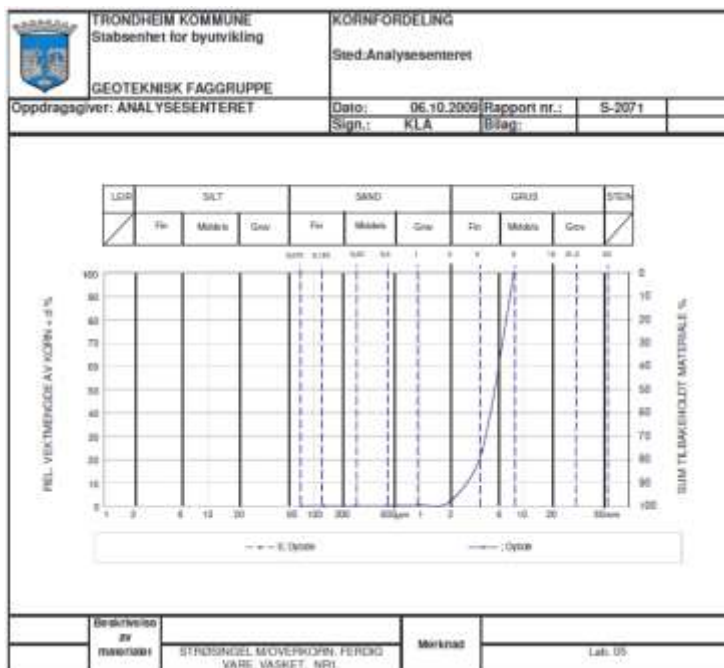 TRONDHEIM KOMMUNE
Stabsenhet for byutvikling
GEOTEKNISK FAGGRUPPE
KORNFORDELING
Sted:Analysesenteret
Oppdragsgiver: ANALYSESENTERET
Dato: 06.10.2009 Rapport nr.: S-2071
Sign.: KLA Bilag:
LEIR SILT SAND GRUS STEIN
Fin Middels Grov Fin Middels Grov Fin Middels Grov
REL. VEKTMENGDE AV KORN < d %
100
90
80
70
60
50
40
30
20
10
0
0
10
20
30
40
50
60
70
80
90
100
SUM TILBAKEHOLDT MATERIALE %
1 2 6 10 20 60 100 200 600µm 1 2 6 10 20 60mm
Beskrivelse
av
materialet
STRØSINGEL M/OVERKORN. FERDIG
VARE. VASKET. NR1.
Merknad
Lab. 05